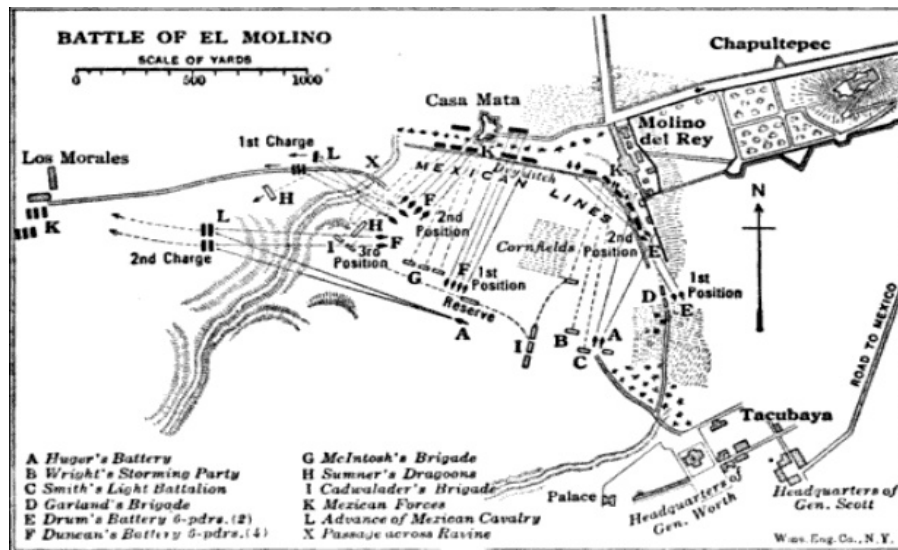 BATTLE OF EL MOLINO
SCALE OF YARDS
0 500 1000
Chapultepec
Casa Mata
Molino
del Rey
1st Charge
L
X
Los Morales
K
K
MEXICAN LINES
Dry ditch
N
H
F
2nd
Position
H
L
K
I
F
3rd
Position
2nd Charge
Cornfields
2nd
Position
E
G
F
1st
Position
1st
Position
D
E
Reserve
A
I
B
A
C
ROAD TO MEXICO
Tacubaya
Palace
Headquarters of
Gen. Worth
Headquarters of
Gen. Scott
A Huger's Battery
B Wright's Storming Party
C Smith's Light Battalion
D Garland's Brigade
E Drum's Battery 6-pdrs. (2)
F Duncan's Battery 6-pdrs. (4)
G McIntosh's Brigade
H Sumner's Dragoons
I Cadwalader's Brigade
K Mexican Forces
L Advance of Mexican Cavalry
X Passage across Ravine
Wms. Eng. Co., N.Y.